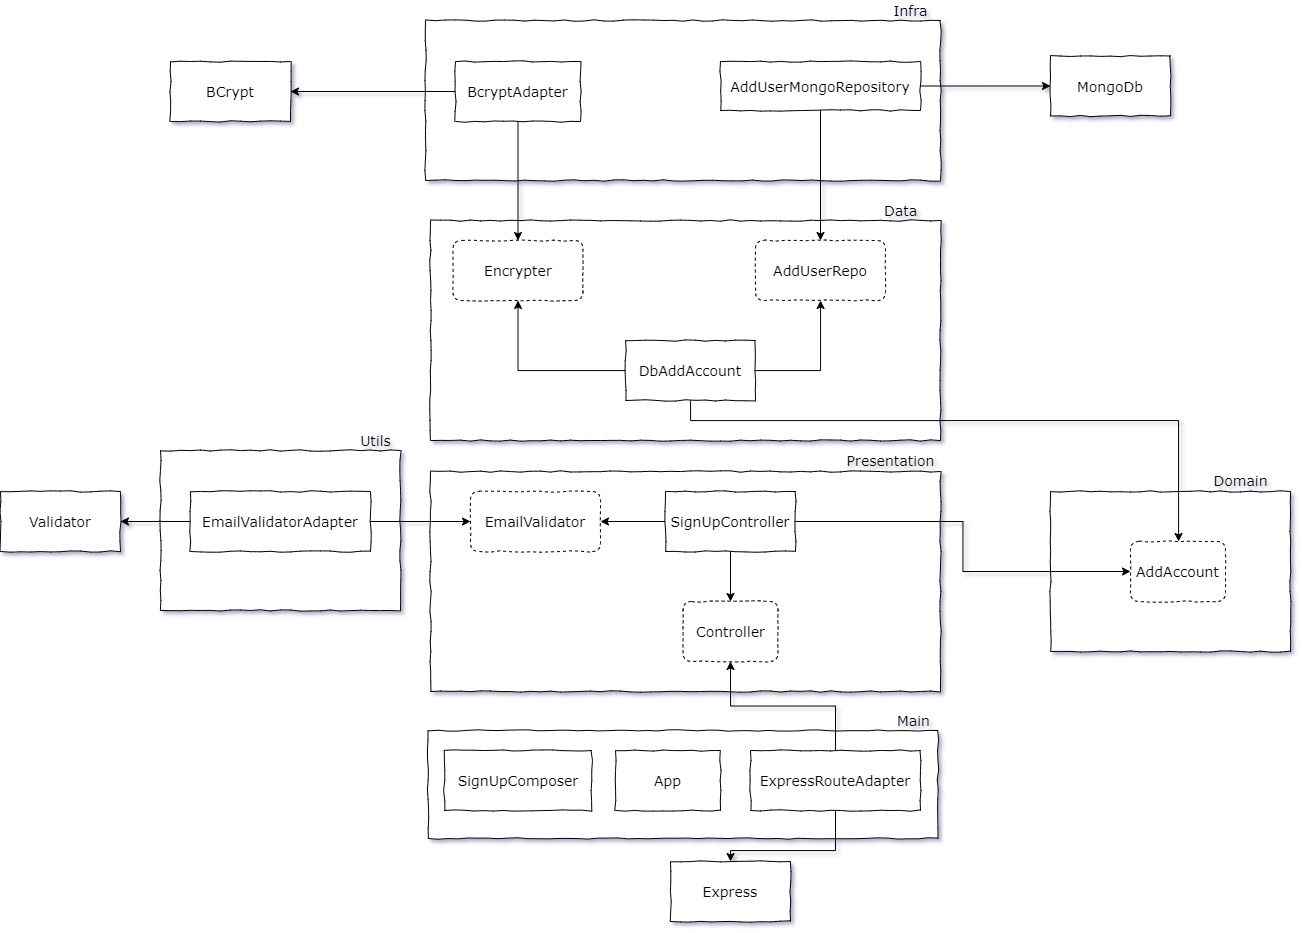 Infra
BCrypt
BcryptAdapter
AddUserMongoRepository
MongoDb
Data
Encrypter
AddUserRepo
DbAddAccount
Utils
Presentation
Domain
Validator
EmailValidatorAdapter
EmailValidator
SignUpController
AddAccount
Controller
Main
SignUpComposer
App
ExpressRouteAdapter
Express